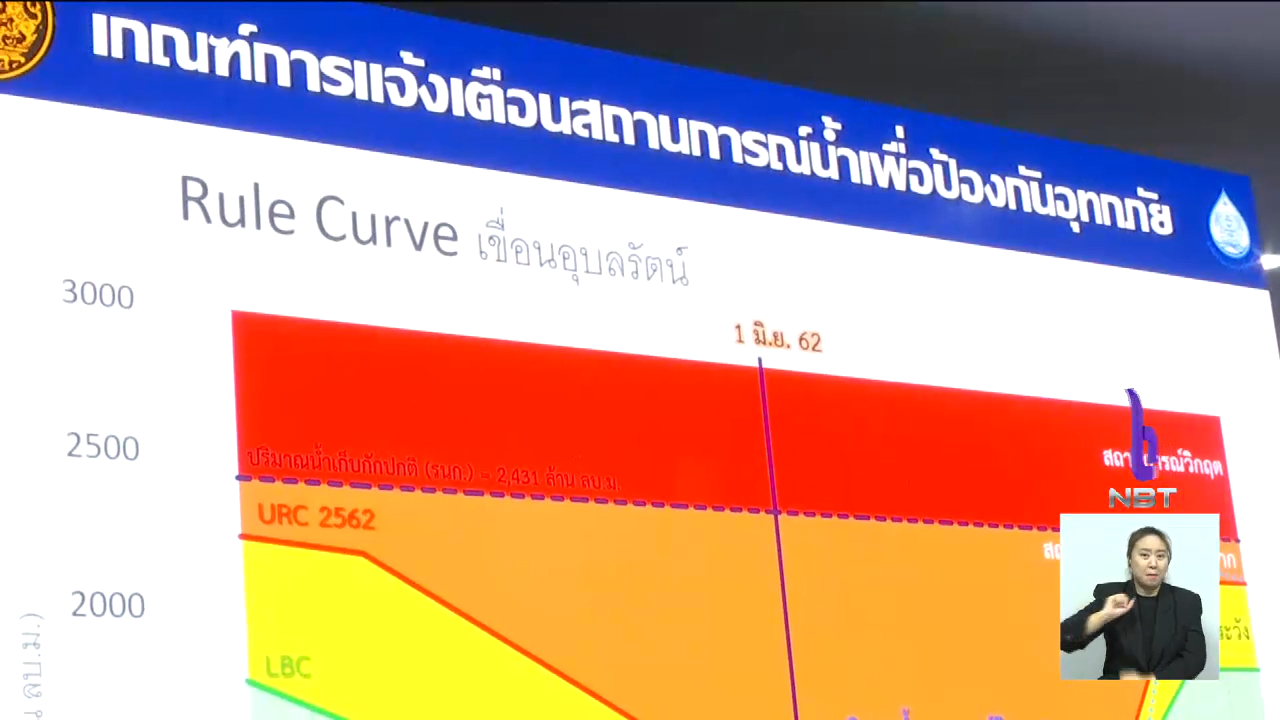 เกณฑ์การแจ้งเตือนสถานการณ์น้ำเพื่อป้องกันอุทกภัย
Rule Curve เขื่อนอุบลรัตน์
3000
1 มิ.ย. 62
2500
ปริมาณน้ำเก็บกักปกติ (รนก.) = 2,431 ล้าน ลบ.ม.
NBT
URC 2562
2000
LBC
ลบ.ม.)